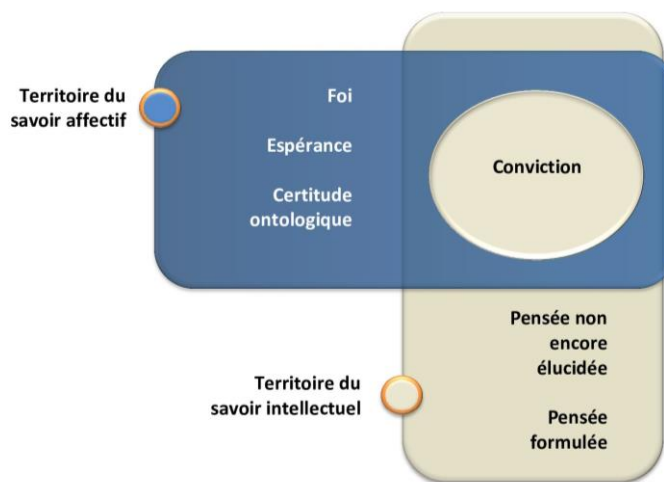 Territoire du
savoir affectif
Foi
Espérance
Certitude
ontologique
Conviction
Pensée non
encore
élucidée
Territoire du
savoir intellectuel
Pensée
formulée